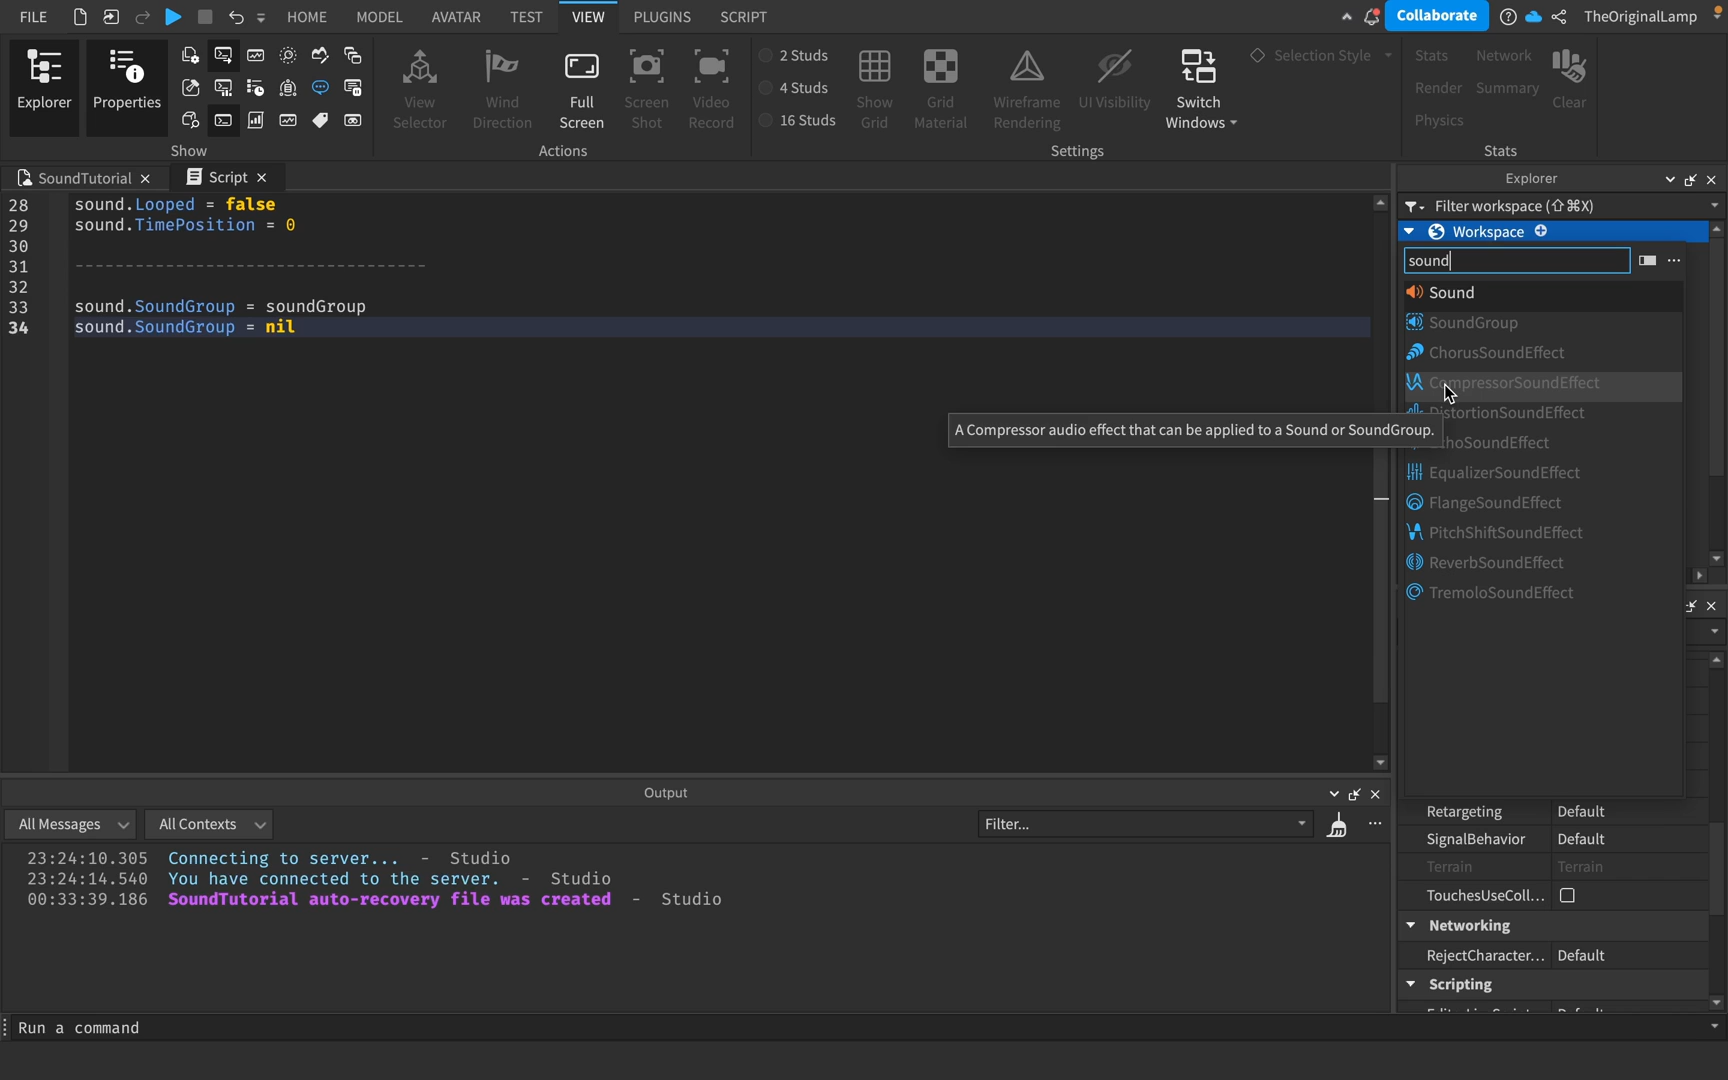 FILE HOME MODEL AVATAR TEST VIEW PLUGINS SCRIPT Collaborate TheOriginalLamp
Explorer
Properties
Show
View Selector
Wind Direction
Full Screen
Screen Shot
Video Record
Actions
2 Studs
4 Studs
16 Studs
Show Grid
Grid Material
Wireframe Rendering
UI Visibility
Switch Windows
Selection Style
Settings
Stats Network
Render Summary
Physics
Clear
Stats
SoundTutorial
Script
28 sound.Looped = false
29 sound.TimePosition = 0
30
31 -----------------------------------
32
33 sound.SoundGroup = soundGroup
34 sound.SoundGroup = nil
Explorer
Filter workspace (⇧⌘X)
Workspace
sound
Sound
SoundGroup
ChorusSoundEffect
CompressorSoundEffect
DistortionSoundEffect
A Compressor audio effect that can be applied to a Sound or SoundGroup.
hoSoundEffect
EqualizerSoundEffect
FlangeSoundEffect
PitchShiftSoundEffect
ReverbSoundEffect
TremoloSoundEffect
Retargeting Default
SignalBehavior Default
Terrain Terrain
TouchesUseColl...
Networking
RejectCharacter... Default
Scripting
Output
All Messages
All Contexts
Filter...
23:24:10.305 Connecting to server... - Studio
23:24:14.540 You have connected to the server. - Studio
00:33:39.186 SoundTutorial auto-recovery file was created - Studio
Run a command